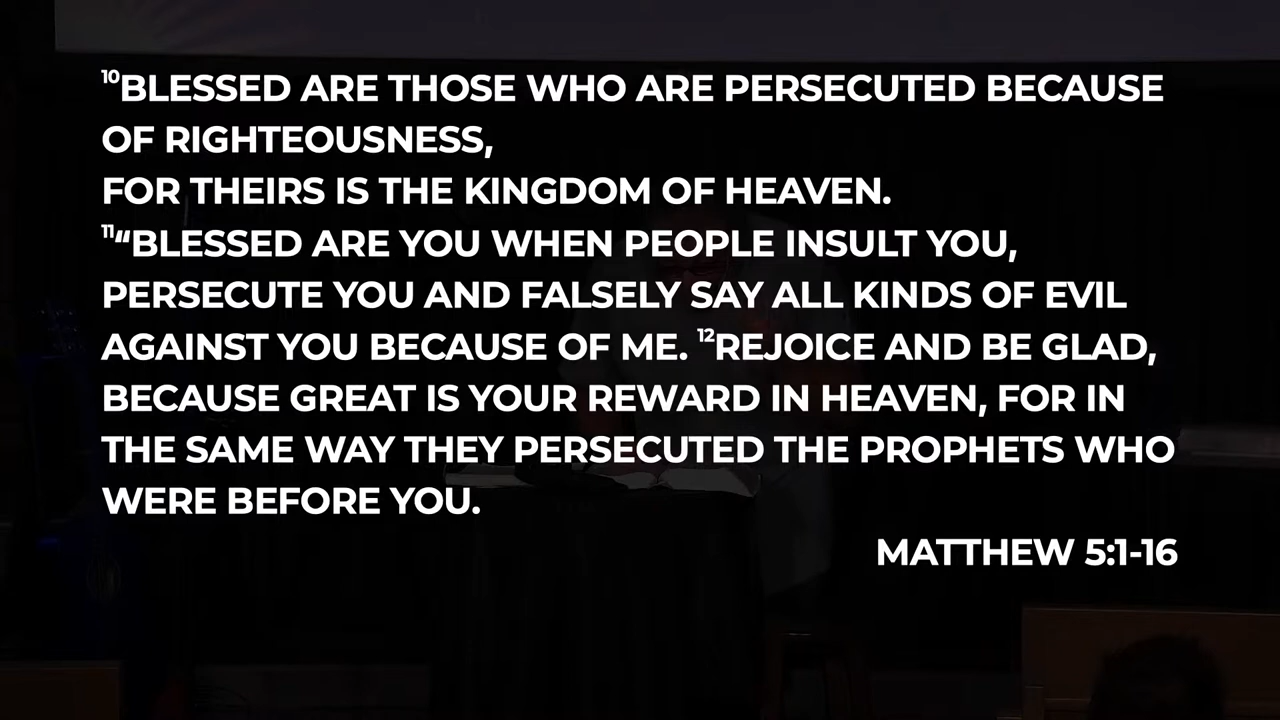 ¹⁰BLESSED ARE THOSE WHO ARE PERSECUTED BECAUSE
OF RIGHTEOUSNESS,
FOR THEIRS IS THE KINGDOM OF HEAVEN.
¹¹“BLESSED ARE YOU WHEN PEOPLE INSULT YOU,
PERSECUTE YOU AND FALSELY SAY ALL KINDS OF EVIL
AGAINST YOU BECAUSE OF ME. ¹²REJOICE AND BE GLAD,
BECAUSE GREAT IS YOUR REWARD IN HEAVEN, FOR IN
THE SAME WAY THEY PERSECUTED THE PROPHETS WHO
WERE BEFORE YOU.
MATTHEW 5:1-16